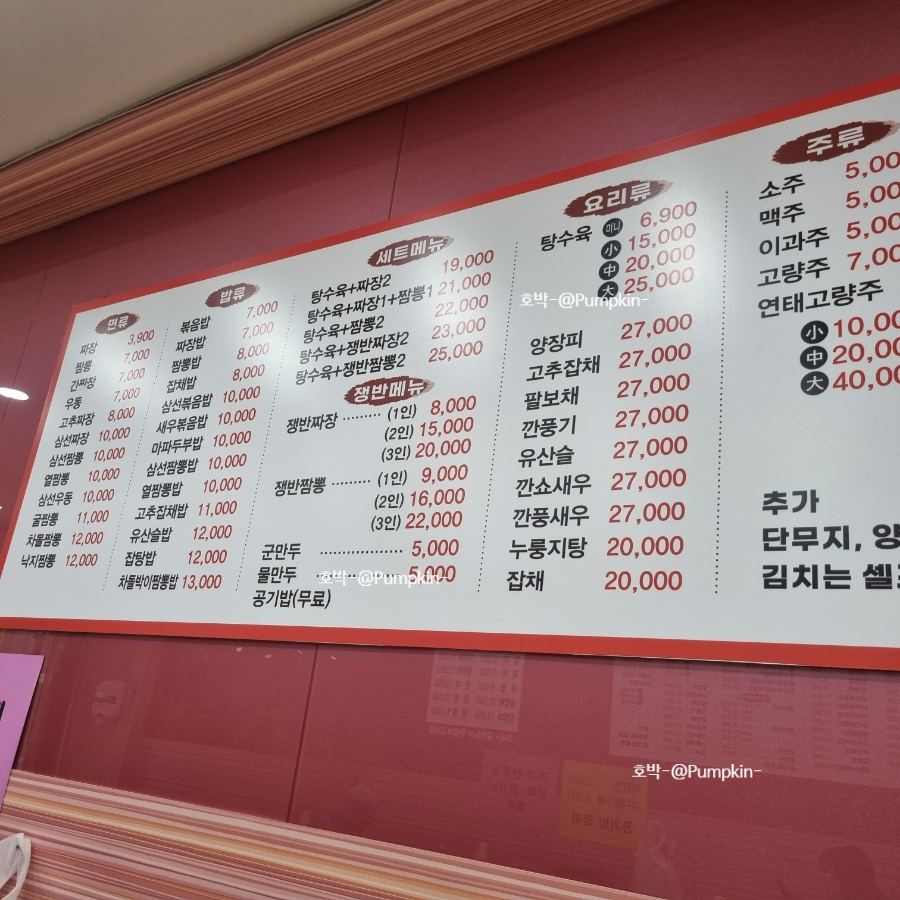 면류
짜장 3,900
짬뽕 7,000
간짜장 7,000
우동 7,000
고추짜장 8,000
삼선짜장 10,000
삼선짬뽕 10,000
열짬뽕 10,000
삼선우동 10,000
굴짬뽕 11,000
차돌짬뽕 12,000
낙지짬뽕 12,000
밥류
볶음밥 7,000
짜장밥 7,000
짬뽕밥 8,000
잡채밥 8,000
삼선볶음밥 10,000
새우볶음밥 10,000
마파두부밥 10,000
삼선짬뽕밥 10,000
열짬뽕밥 10,000
고추잡채밥 11,000
유산슬밥 12,000
잡탕밥 12,000
차돌박이짬뽕밥 13,000
세트메뉴
탕수육+짜장2 19,000
탕수육+짜장1+짬뽕1 21,000
탕수육+짬뽕2 22,000
탕수육+쟁반짜장2 23,000
탕수육+쟁반짬뽕2 25,000
쟁반메뉴
쟁반짜장 ········ (1인) 8,000
(2인) 15,000
(3인) 20,000
쟁반짬뽕 ········ (1인) 9,000
(2인) 16,000
(3인) 22,000
군만두 ················ 5,000
물만두 ················ 5,000
공기밥(무료)
요리류
탕수육 미니 6,900
小 15,000
中 20,000
大 25,000
양장피 27,000
고추잡채 27,000
팔보채 27,000
깐풍기 27,000
유산슬 27,000
깐쇼새우 27,000
깐풍새우 27,000
누룽지탕 20,000
잡채 20,000
주류
소주 5,00
맥주 5,00
이과주 5,00
고량주 7,00
연태고량주
小 10,00
中 20,00
大 40,00
추가
단무지, 양
김치는 셀
호박-@Pumpkin-
호박-@Pumpkin-
호박-@Pumpkin-